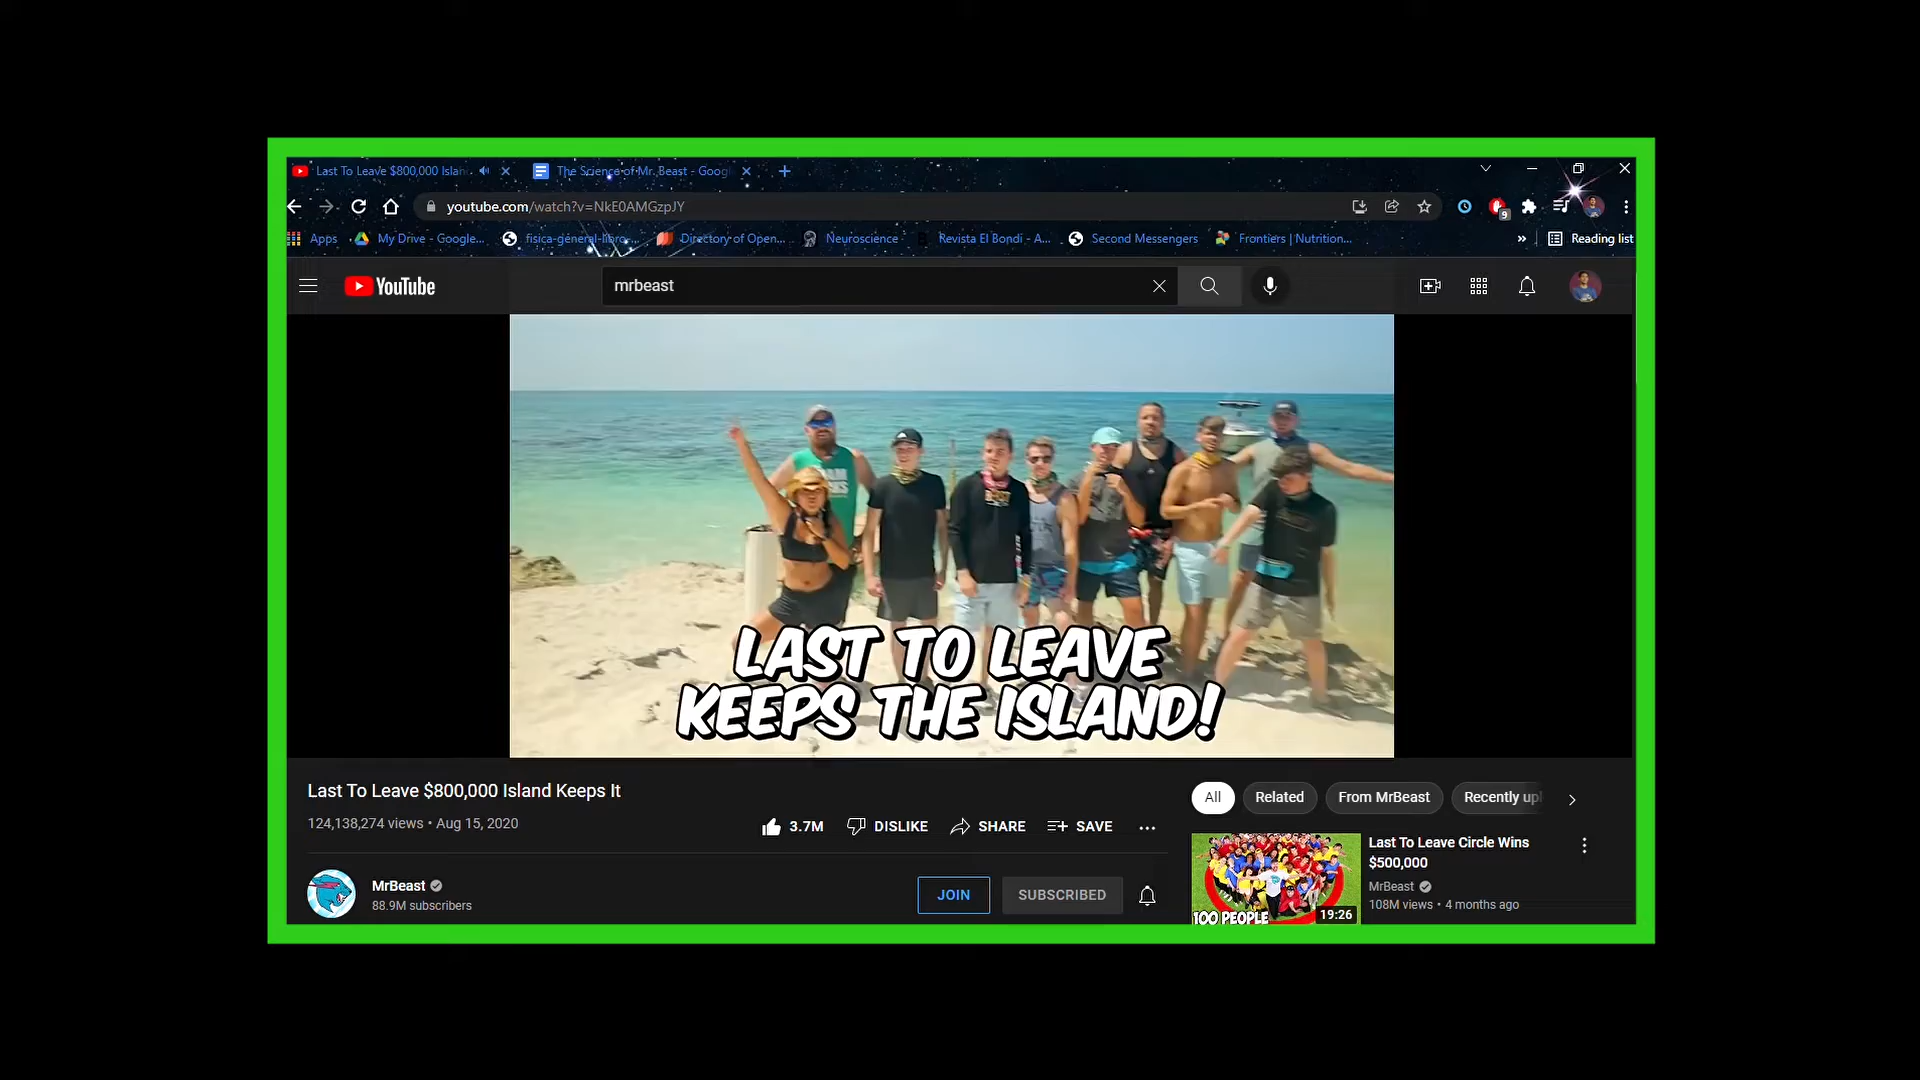 Last To Leave $800,000 Islan
The Science of Mr. Beast - Googl
youtube.com/watch?v=NkE0AMGzpJY
9
Apps
My Drive - Google...
fisica-general-libro...
Directory of Open...
Neuroscience
Revista El Bondi - A...
Second Messengers
Frontiers | Nutrition...
»
Reading list
YouTube
mrbeast
LAST TO LEAVE
KEEPS THE ISLAND!
Last To Leave $800,000 Island Keeps It
124,138,274 views • Aug 15, 2020
3.7M
DISLIKE
SHARE
SAVE
MrBeast
88.9M subscribers
JOIN
SUBSCRIBED
All
Related
From MrBeast
Recently upl
100 PEOPLE
19:26
Last To Leave Circle Wins
$500,000
MrBeast
108M views • 4 months ago